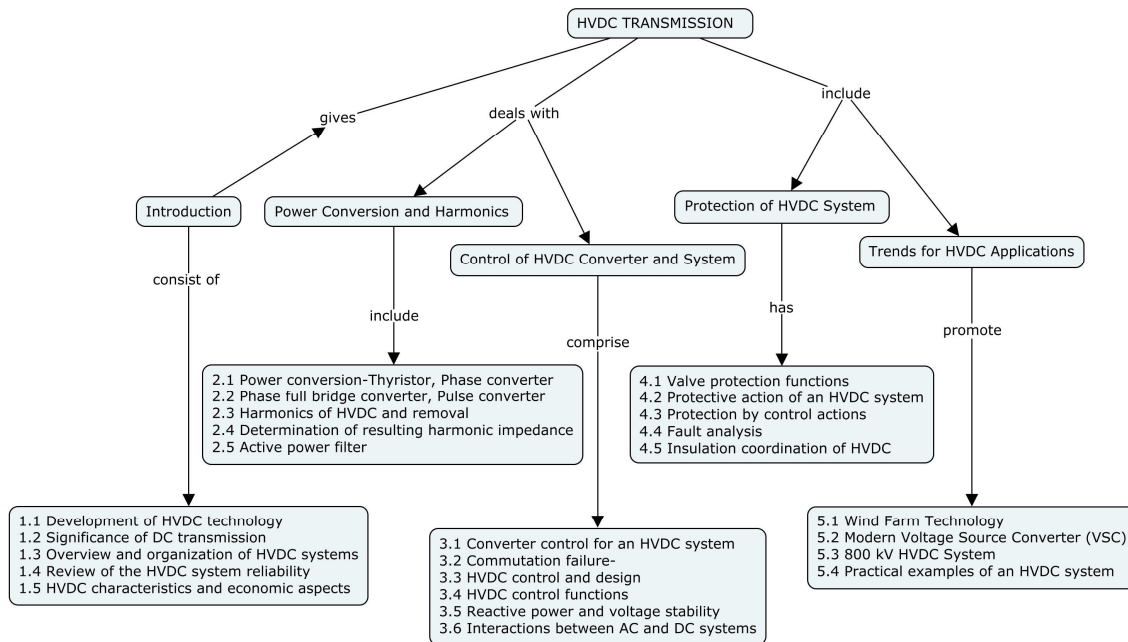 HVDC TRANSMISSION
gives
deals with
include
Introduction
Power Conversion and Harmonics
Protection of HVDC System
Control of HVDC Converter and System
Trends for HVDC Applications
consist of
include
comprise
has
promote
2.1 Power conversion-Thyristor, Phase converter
2.2 Phase full bridge converter, Pulse converter
2.3 Harmonics of HVDC and removal
2.4 Determination of resulting harmonic impedance
2.5 Active power filter
4.1 Valve protection functions
4.2 Protective action of an HVDC system
4.3 Protection by control actions
4.4 Fault analysis
4.5 Insulation coordination of HVDC
1.1 Development of HVDC technology
1.2 Significance of DC transmission
1.3 Overview and organization of HVDC systems
1.4 Review of the HVDC system reliability
1.5 HVDC characteristics and economic aspects
3.1 Converter control for an HVDC system
3.2 Commutation failure-
3.3 HVDC control and design
3.4 HVDC control functions
3.5 Reactive power and voltage stability
3.6 Interactions between AC and DC systems
5.1 Wind Farm Technology
5.2 Modern Voltage Source Converter (VSC)
5.3 800 kV HVDC System
5.4 Practical examples of an HVDC system